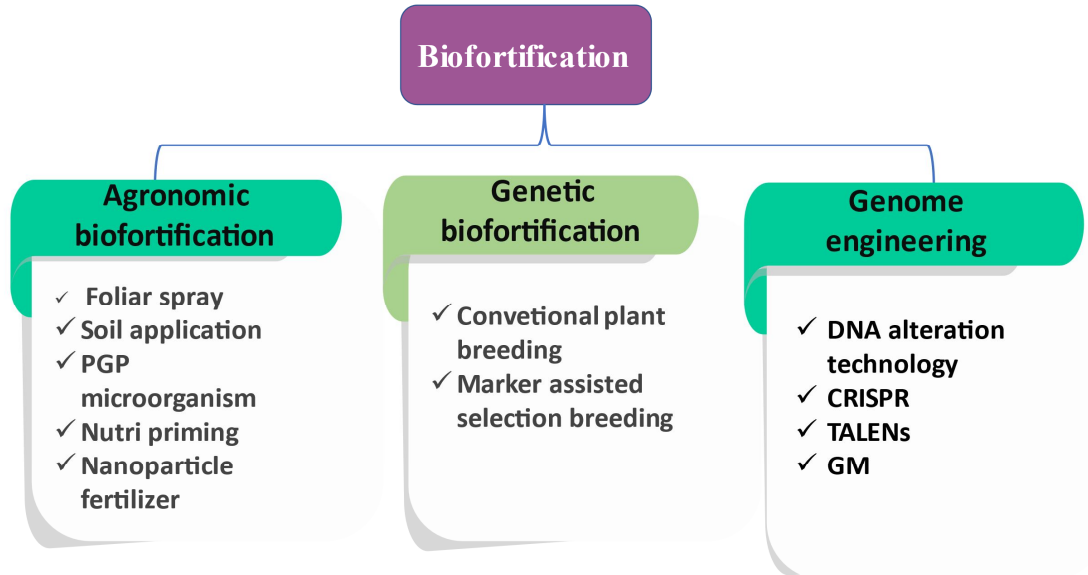 Biofortification
Agronomic
biofortification
✓ Foliar spray
✓ Soil application
✓ PGP
microorganism
✓ Nutri priming
✓ Nanoparticle
fertilizer
Genetic
biofortification
✓ Convetional plant
breeding
✓ Marker assisted
selection breeding
Genome
engineering
✓ DNA alteration
technology
✓ CRISPR
✓ TALENs
✓ GM